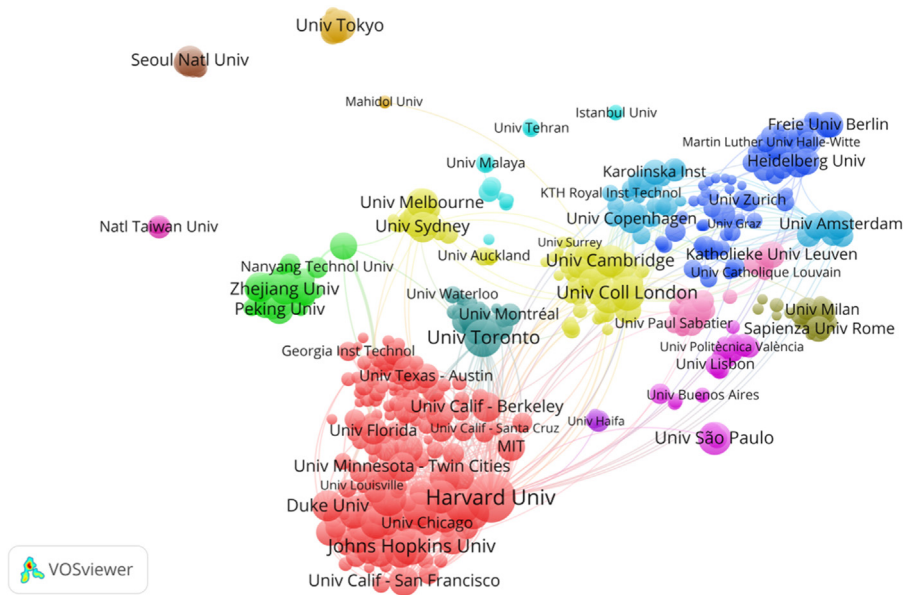 Univ Tokyo
Seoul Natl Univ
Mahidol Univ
Istanbul Univ
Univ Tehran
Freie Univ Berlin
Martin Luther Univ Halle-Witte
Heidelberg Univ
Univ Malaya
Karolinska Inst
KTH Royal Inst Technol
Univ Zurich
Univ Melbourne
Univ Copenhagen
Univ Graz
Univ Amsterdam
Natl Taiwan Univ
Univ Sydney
Univ Surrey
Univ Auckland
Univ Cambridge
Katholieke Univ Leuven
Nanyang Technol Univ
Univ Catholique Louvain
Zhejiang Univ
Univ Waterloo
Univ Coll London
Peking Univ
Univ Montréal
Univ Milan
Univ Paul Sabatier
Sapienza Univ Rome
Univ Toronto
Univ Politècnica València
Georgia Inst Technol
Univ Lisbon
Univ Texas - Austin
Univ Buenos Aires
Univ Calif - Berkeley
Univ Haifa
Univ Florida
Univ Calif - Santa Cruz
Univ São Paulo
MIT
Univ Minnesota - Twin Cities
Univ Louisville
Harvard Univ
Duke Univ
Univ Chicago
Johns Hopkins Univ
Univ Calif - San Francisco
VOSviewer